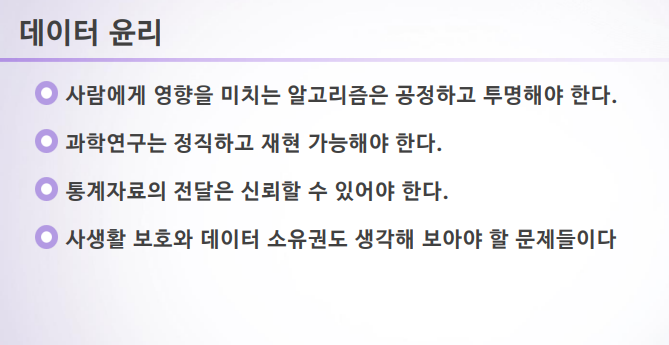 데이터 윤리
사람에게 영향을 미치는 알고리즘은 공정하고 투명해야 한다.
과학연구는 정직하고 재현 가능해야 한다.
통계자료의 전달은 신뢰할 수 있어야 한다.
사생활 보호와 데이터 소유권도 생각해 보아야 할 문제들이다